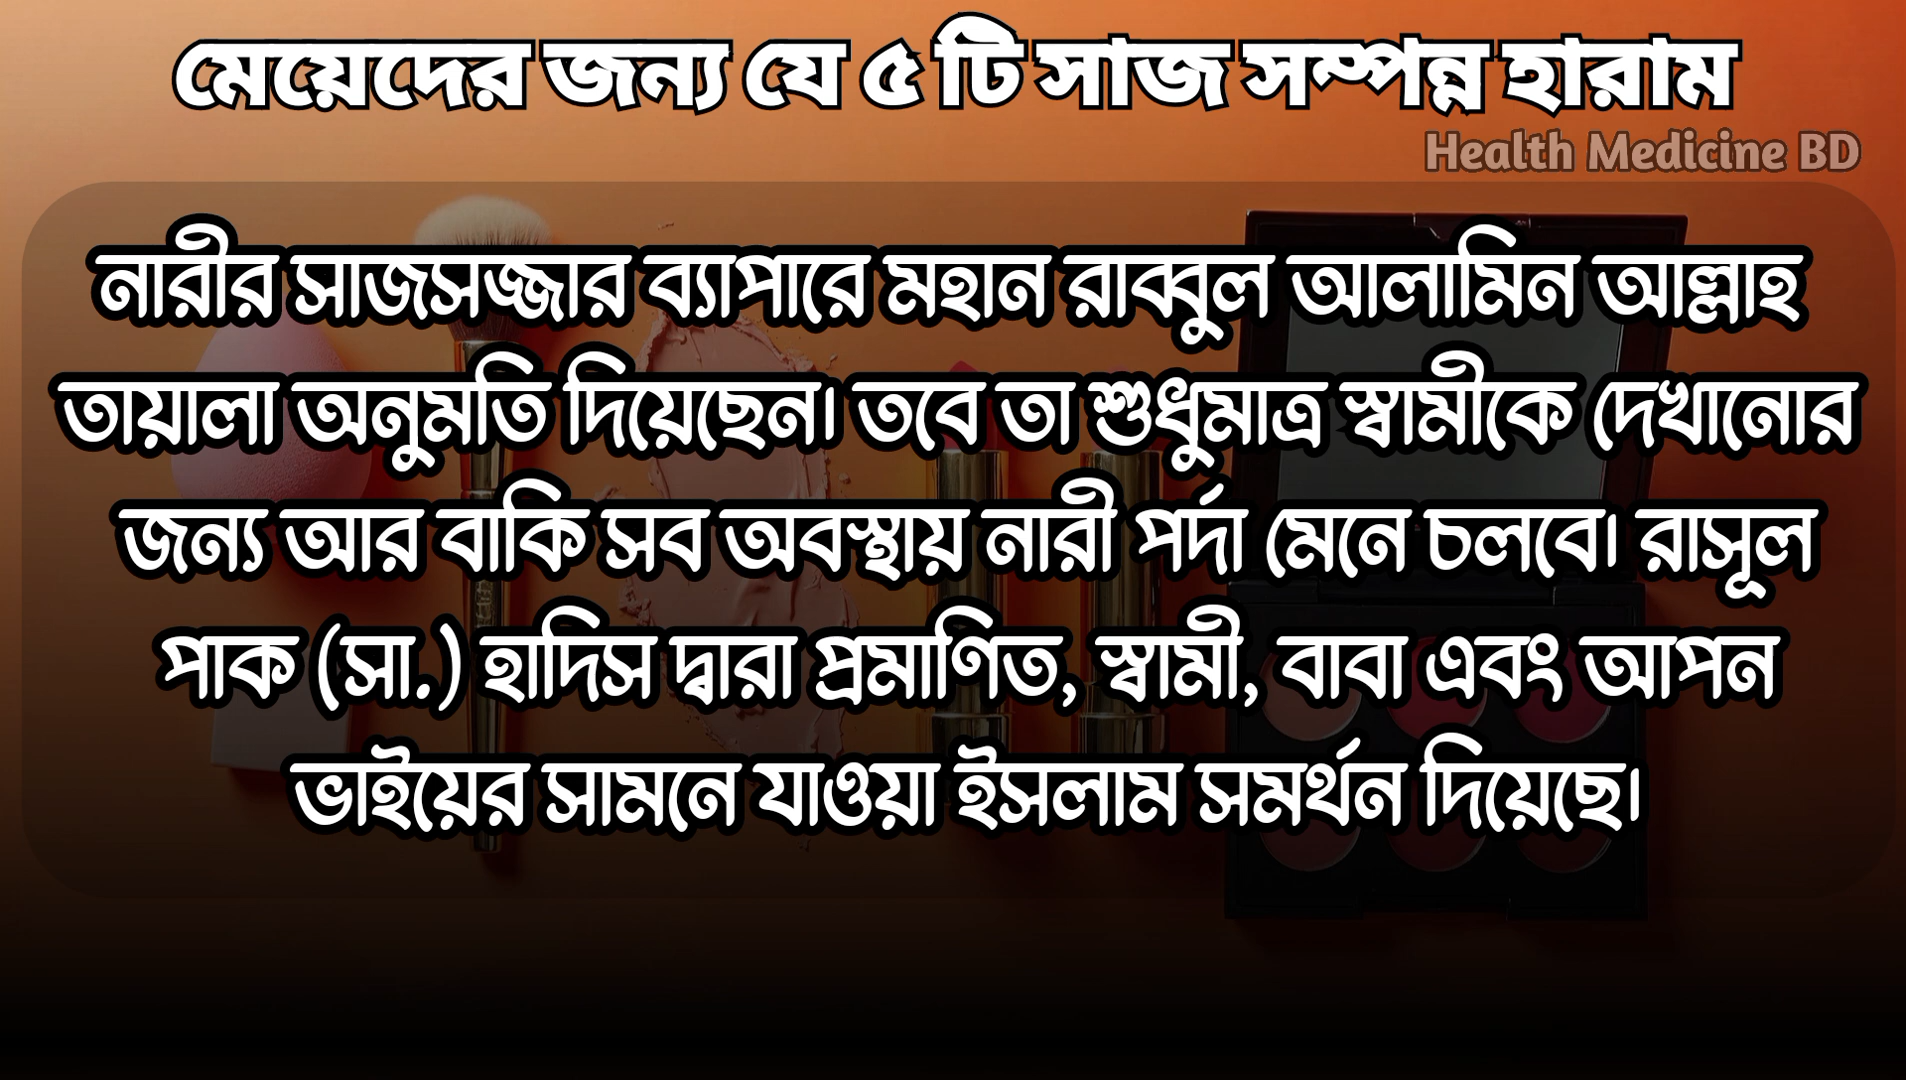 মেয়েদের জন্য যে ৫ টি সাজ সম্পন্ন হারাম
Health Medicine BD
নারীর সাজসজ্জার ব্যাপারে মহান রাব্বুল আলামিন আল্লাহ
তায়ালা অনুমতি দিয়েছেন। তবে তা শুধুমাত্র স্বামীকে দেখানোর
জন্য আর বাকি সব অবস্থায় নারী পর্দা মেনে চলবে। রাসূল
পাক (সা.) হাদিস দ্বারা প্রমাণিত, স্বামী, বাবা এবং আপন
ভাইয়ের সামনে যাওয়া ইসলাম সমর্থন দিয়েছে।